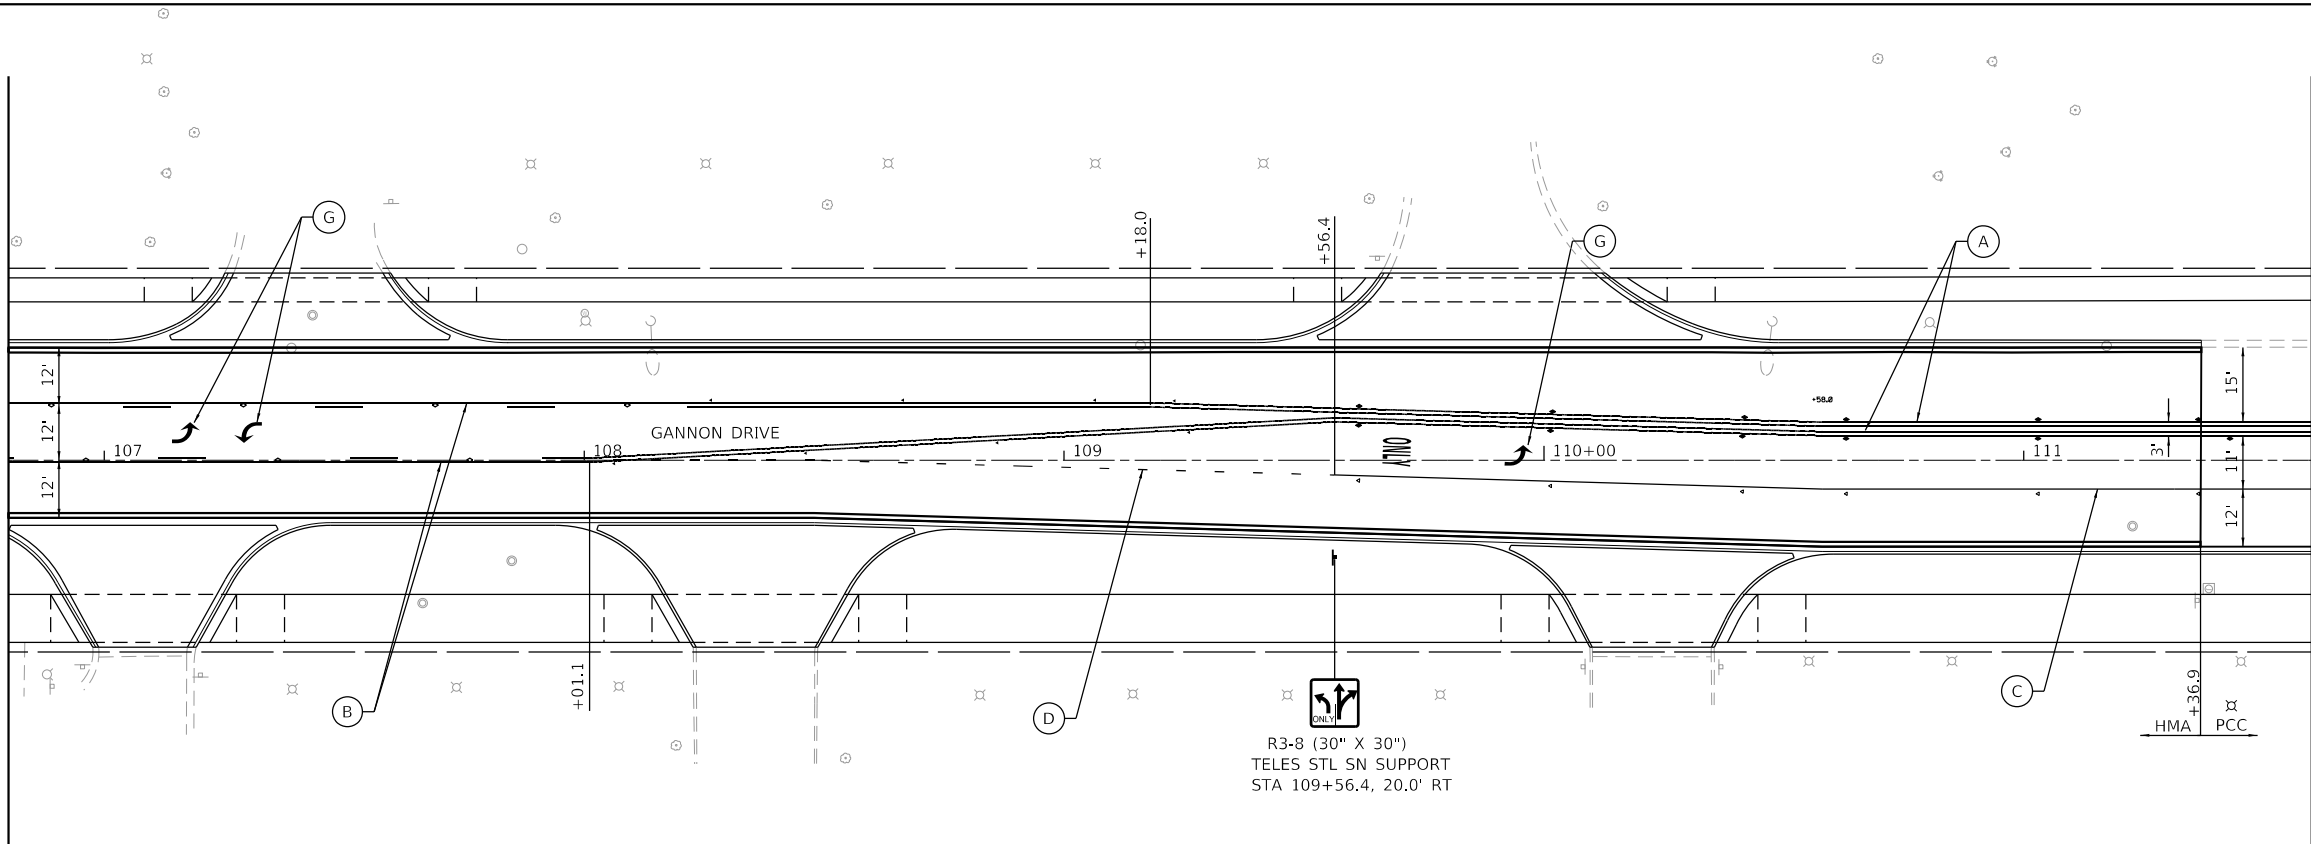 G
+18.0
+56.4
G
A
12'
15'
+58.0
12'
GANNON DRIVE
107
108
109
ONLY
110+00
111
3'
11'
12'
12'
+01.1
B
D
C
+36.9
ONLY
HMA
PCC
R3-8 (30" X 30")
TELES STL SN SUPPORT
STA 109+56.4, 20.0' RT